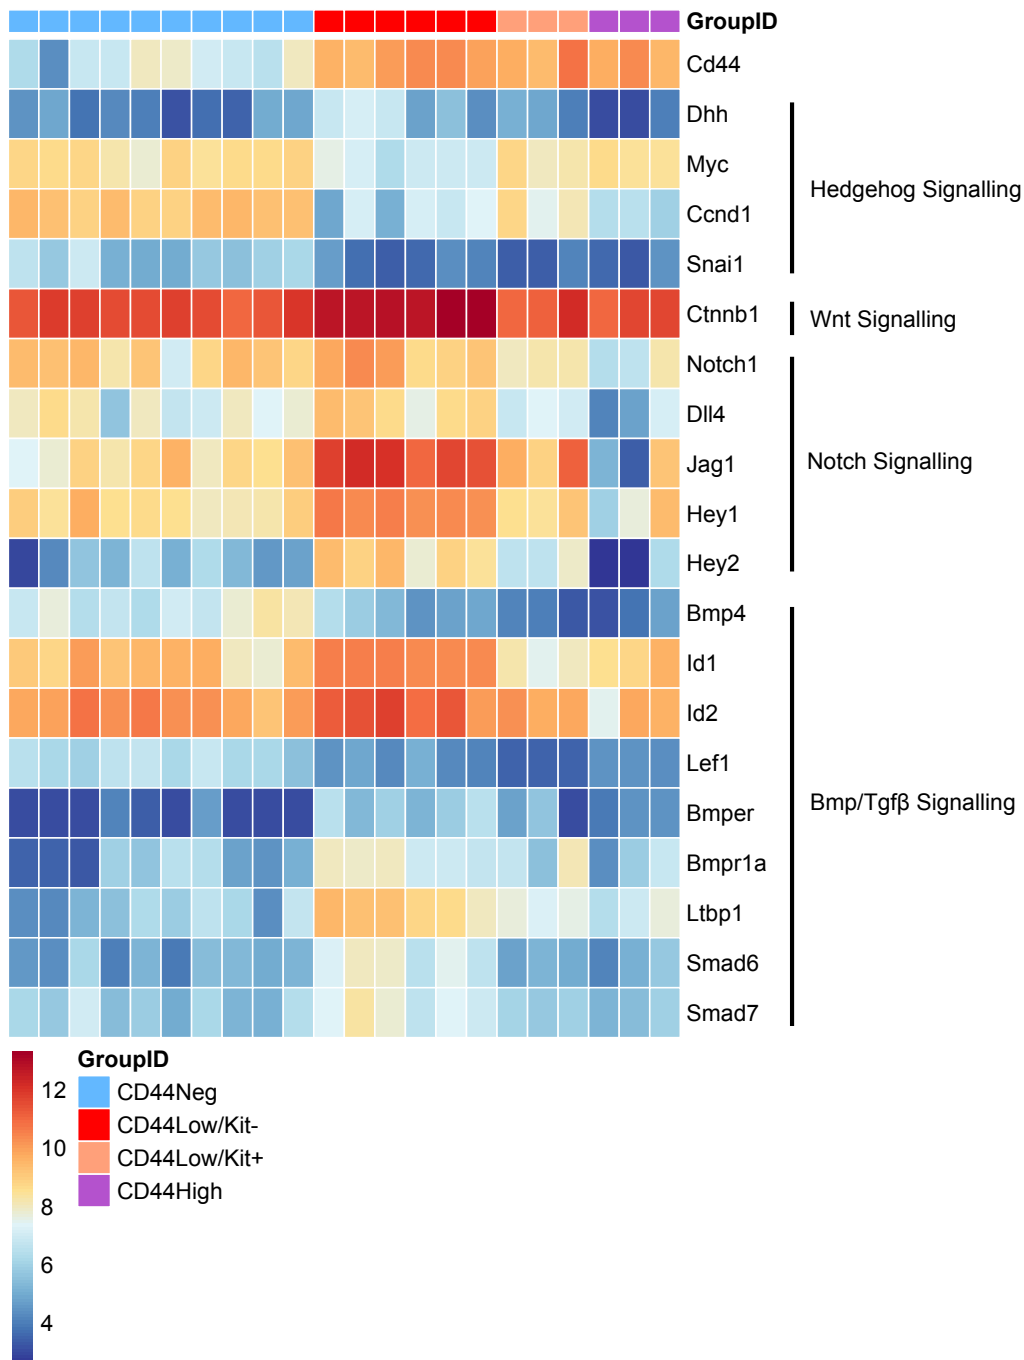 GroupID
Cd44
Dhh
Myc
Ccnd1
Snai1
Hedgehog Signalling
Ctnnb1
Wnt Signalling
Notch1
Dll4
Jag1
Hey1
Hey2
Notch Signalling
Bmp4
Id1
Id2
Lef1
Bmper
Bmpr1a
Ltbp1
Smad6
Smad7
Bmp/Tgfβ Signalling
12
10
8
6
4
GroupID
CD44Neg
CD44Low/Kit-
CD44Low/Kit+
CD44High